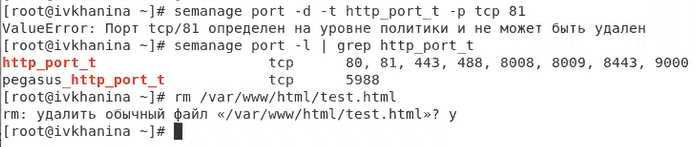 [root@ivkhanina ~]# semanage port -d -t http_port_t -p tcp 81
ValueError: Порт tcp/81 определен на уровне политики и не может быть удален
[root@ivkhanina ~]# semanage port -l | grep http_port_t
http_port_t                    tcp      80, 81, 443, 488, 8008, 8009, 8443, 9000
pegasus_http_port_t            tcp      5988
[root@ivkhanina ~]# rm /var/www/html/test.html
rm: удалить обычный файл «/var/www/html/test.html»? y
[root@ivkhanina ~]#